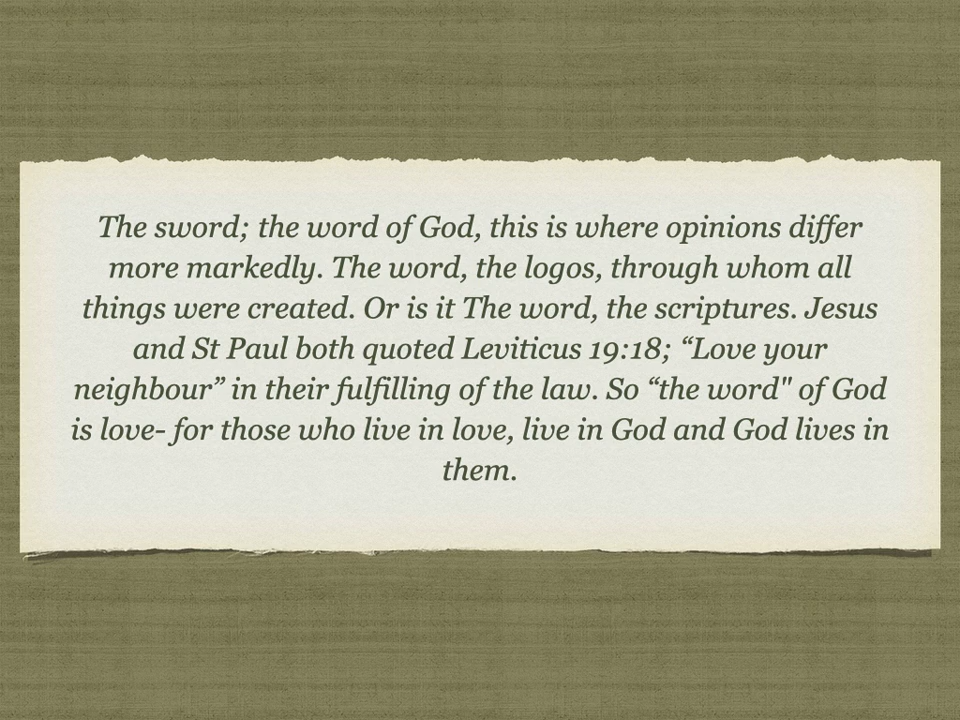 The sword; the word of God, this is where opinions differ
more markedly. The word, the logos, through whom all
things were created. Or is it The word, the scriptures. Jesus
and St Paul both quoted Leviticus 19:18; “Love your
neighbour” in their fulfilling of the law. So “the word" of God
is love- for those who live in love, live in God and God lives in
them.